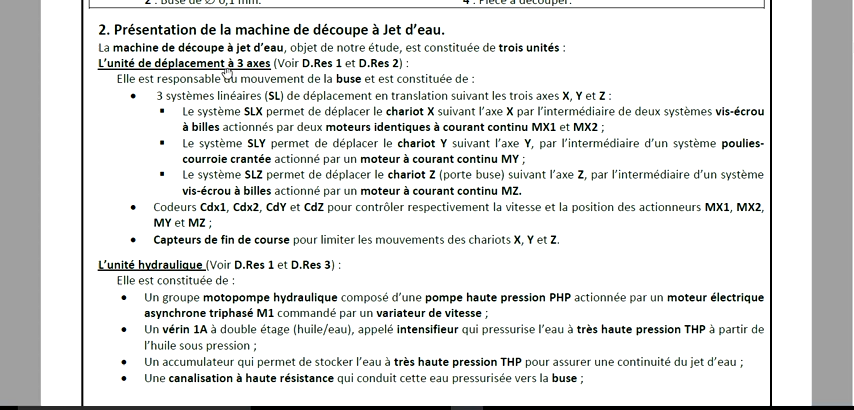 2 : Buse de Ø 0,1 mm. 4 : Pièce à découper.
2. Présentation de la machine de découpe à Jet d'eau.
La machine de découpe à jet d'eau, objet de notre étude, est constituée de trois unités :
L'unité de déplacement à 3 axes (Voir D.Res 1 et D.Res 2) :
Elle est responsable du mouvement de la buse et est constituée de :
• 3 systèmes linéaires (SL) de déplacement en translation suivant les trois axes X, Y et Z :
▪ Le système SLX permet de déplacer le chariot X suivant l'axe X par l'intermédiaire de deux systèmes vis-écrou
à billes actionnés par deux moteurs identiques à courant continu MX1 et MX2 ;
▪ Le système SLY permet de déplacer le chariot Y suivant l'axe Y, par l'intermédiaire d'un système poulies-
courroie crantée actionné par un moteur à courant continu MY ;
▪ Le système SLZ permet de déplacer le chariot Z (porte buse) suivant l'axe Z, par l'intermédiaire d'un système
vis-écrou à billes actionné par un moteur à courant continu MZ.
• Codeurs Cdx1, Cdx2, CdY et CdZ pour contrôler respectivement la vitesse et la position des actionneurs MX1, MX2,
MY et MZ ;
• Capteurs de fin de course pour limiter les mouvements des chariots X, Y et Z.
L'unité hydraulique (Voir D.Res 1 et D.Res 3) :
Elle est constituée de :
• Un groupe motopompe hydraulique composé d'une pompe haute pression PHP actionnée par un moteur électrique
asynchrone triphasé M1 commandé par un variateur de vitesse ;
• Un vérin 1A à double étage (huile/eau), appelé intensifieur qui pressurise l'eau à très haute pression THP à partir de
l'huile sous pression ;
• Un accumulateur qui permet de stocker l'eau à très haute pression THP pour assurer une continuité du jet d'eau ;
• Une canalisation à haute résistance qui conduit cette eau pressurisée vers la buse ;